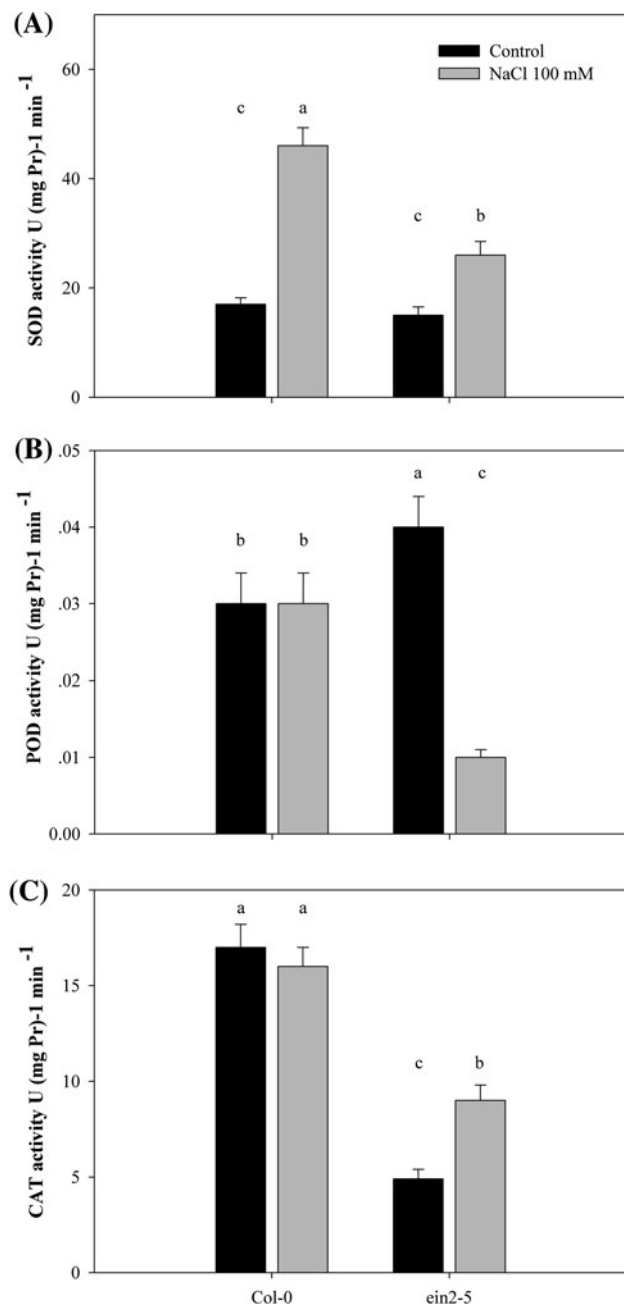 (A)
SOD activity U (mg Pr)-1 min -1
60
40
20
0
Control
NaCl 100 mM
c
a
c
b
(B)
POD activity U (mg Pr)-1 min -1
.05
.04
.03
.02
.01
0.00
b
b
a
c
(C)
CAT activity U (mg Pr)-1 min -1
20
15
10
5
0
a
a
c
b
Col-0
ein2-5